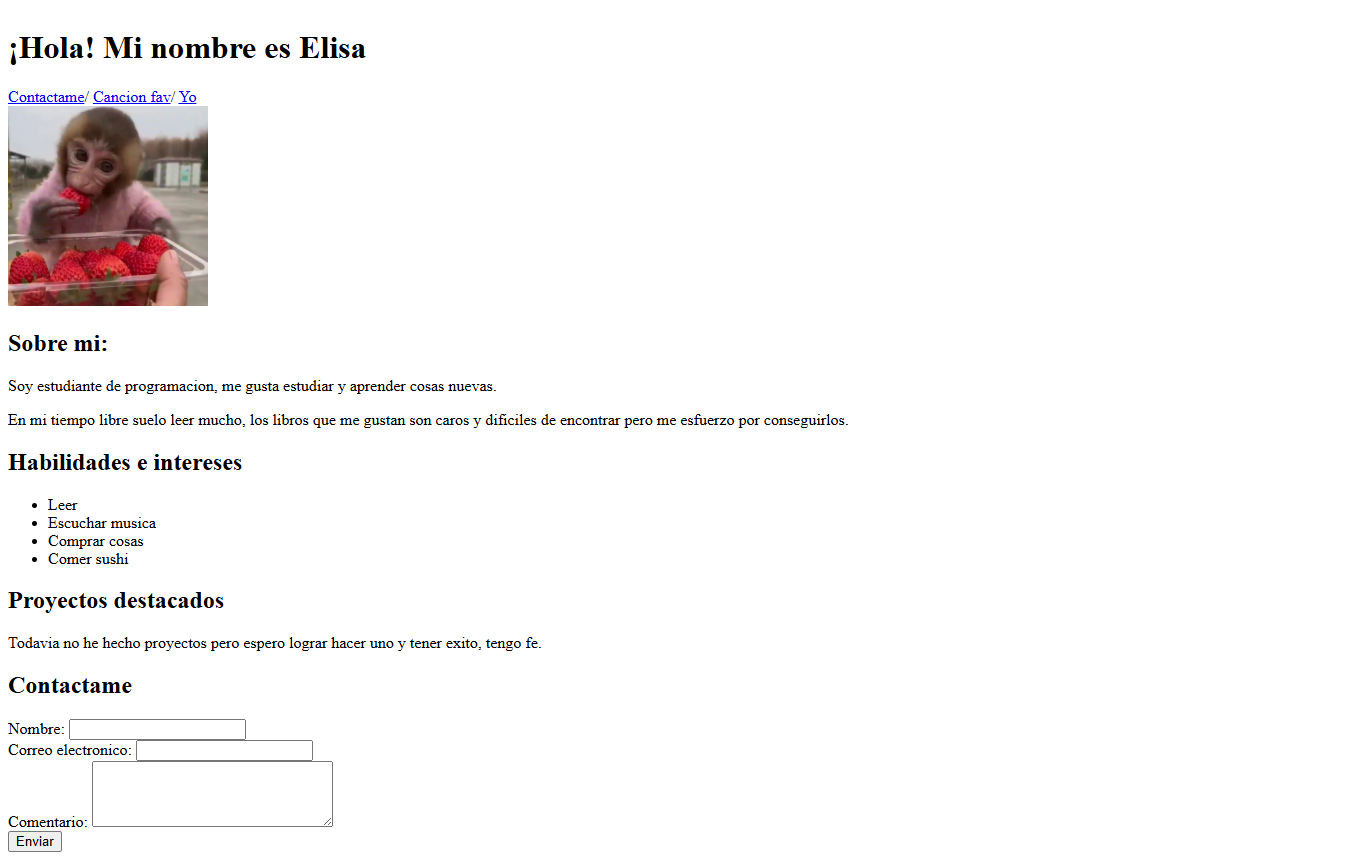 ¡Hola! Mi nombre es Elisa
Contactame/ Cancion fav/ Yo
Sobre mi:
Soy estudiante de programacion, me gusta estudiar y aprender cosas nuevas.
En mi tiempo libre suelo leer mucho, los libros que me gustan son caros y dificiles de encontrar pero me esfuerzo por conseguirlos.
Habilidades e intereses
• Leer
• Escuchar musica
• Comprar cosas
• Comer sushi
Proyectos destacados
Todavia no he hecho proyectos pero espero lograr hacer uno y tener exito, tengo fe.
Contactame
Nombre:
Correo electronico:
Comentario:
Enviar